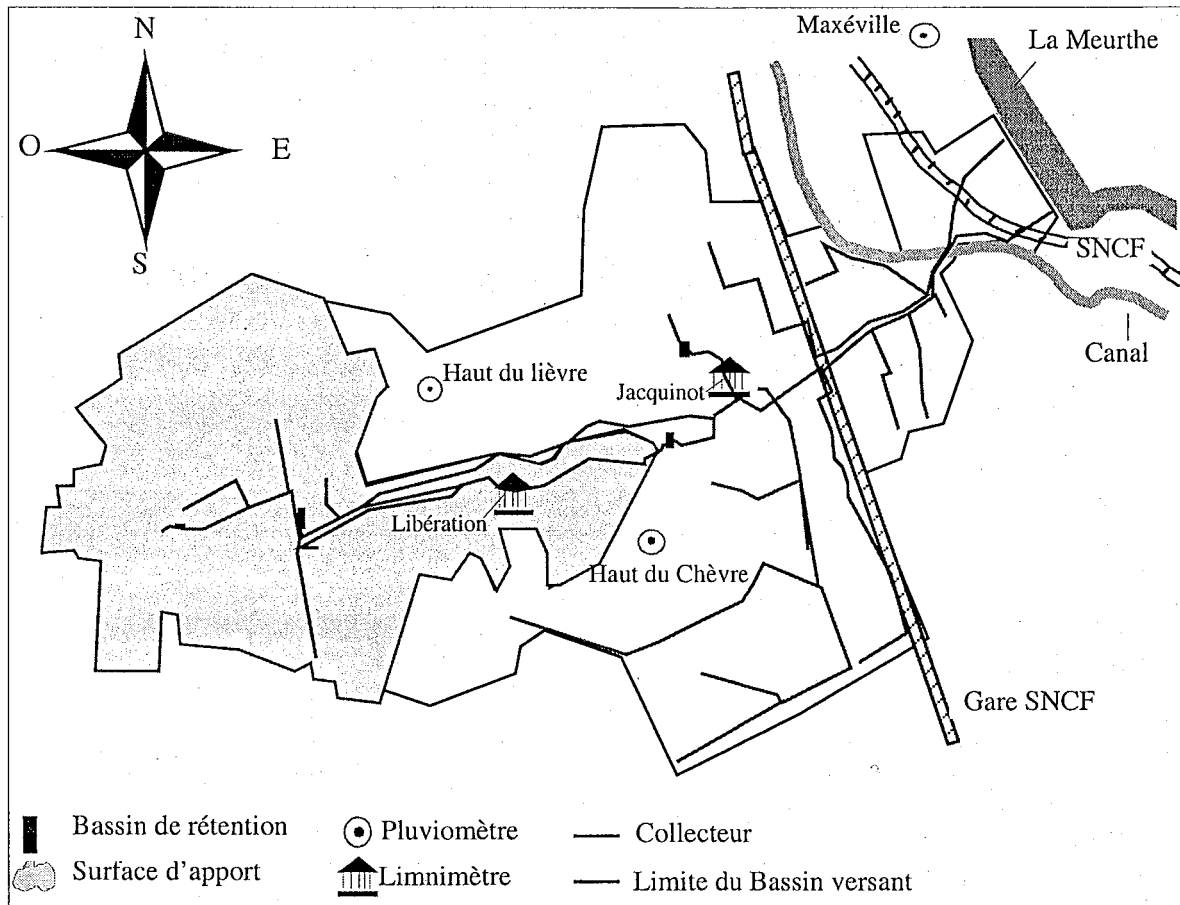 Maxéville
La Meurthe
N
O
E
S
SNCF
Canal
Haut du lièvre
Jacquinot
Libération
Haut du Chèvre
Gare SNCF
Bassin de rétention
Pluviomètre
Collecteur
Surface d'apport
Limnimètre
Limite du Bassin versant